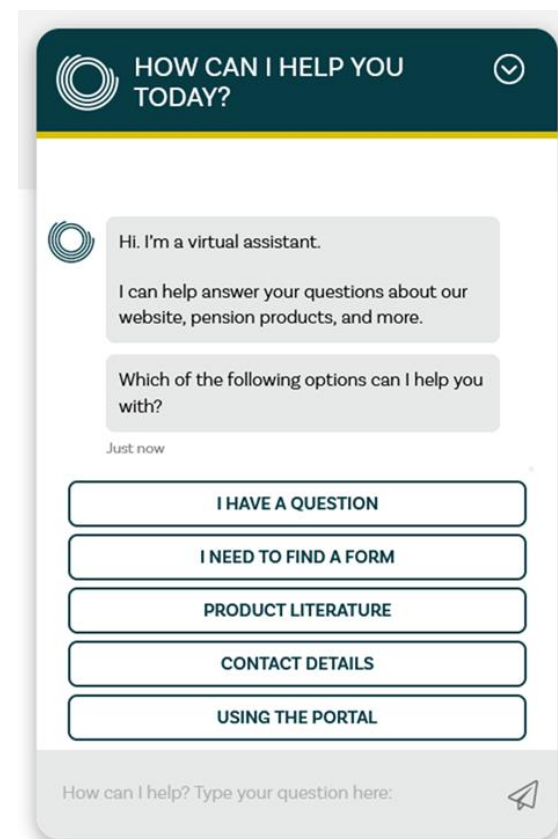 HOW CAN I HELP YOU
TODAY?
Hi. I'm a virtual assistant.
I can help answer your questions about our
website, pension products, and more.
Which of the following options can I help you
with?
Just now
I HAVE A QUESTION
I NEED TO FIND A FORM
PRODUCT LITERATURE
CONTACT DETAILS
USING THE PORTAL
How can I help? Type your question here: